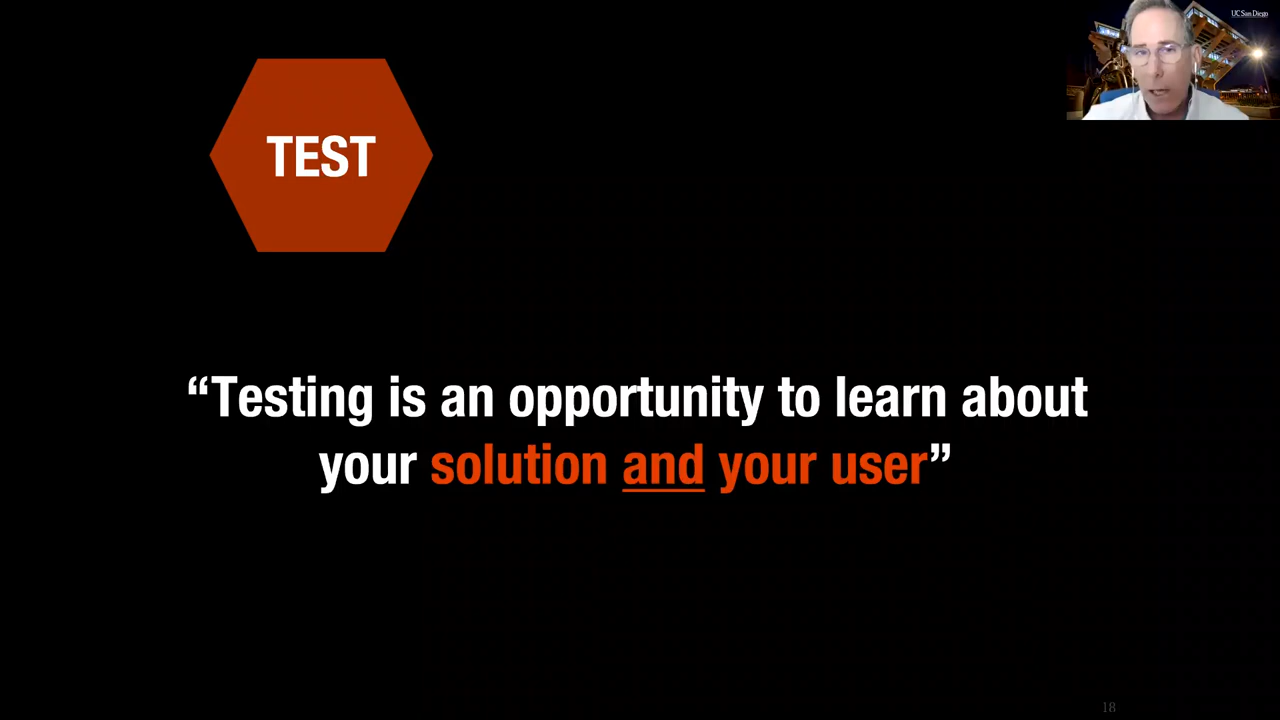 UC San Diego
TEST
“Testing is an opportunity to learn about
your solution and your user”
18